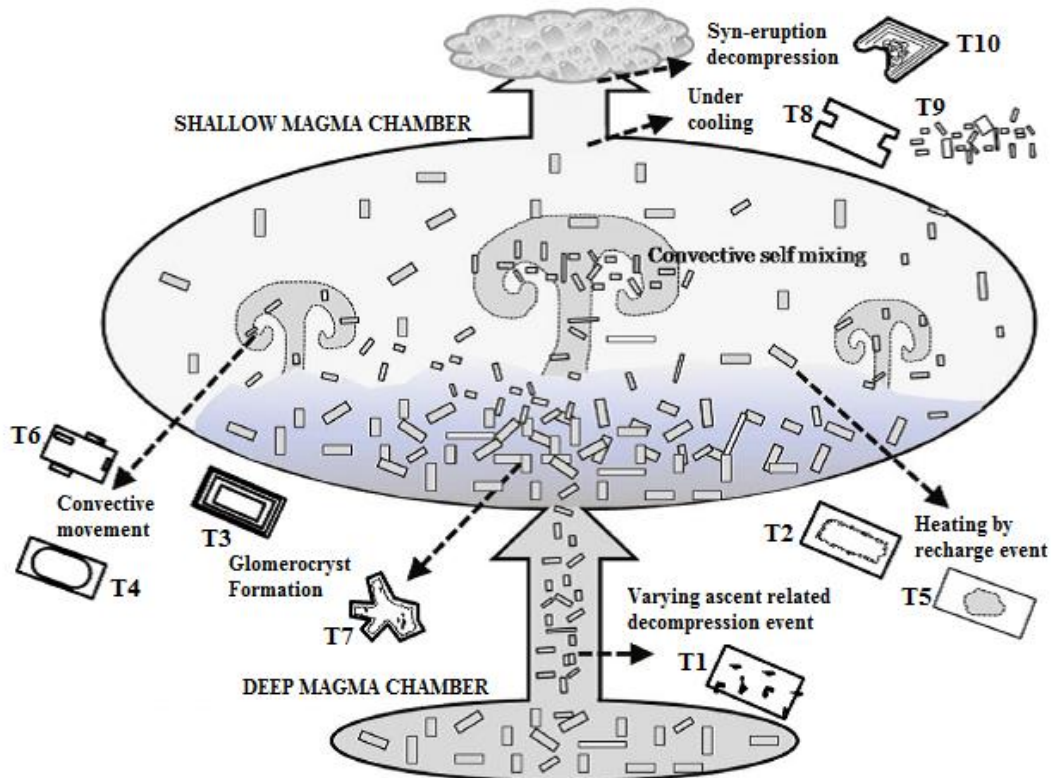 Syn-eruption
decompression
T10
Under
cooling
T8
T9
SHALLOW MAGMA CHAMBER
Convective self mixing
T6
Convective
movement
T3
T4
Glomerocryst
Formation
T7
T2
Heating by
recharge event
T5
Varying ascent related
decompression event
T1
DEEP MAGMA CHAMBER